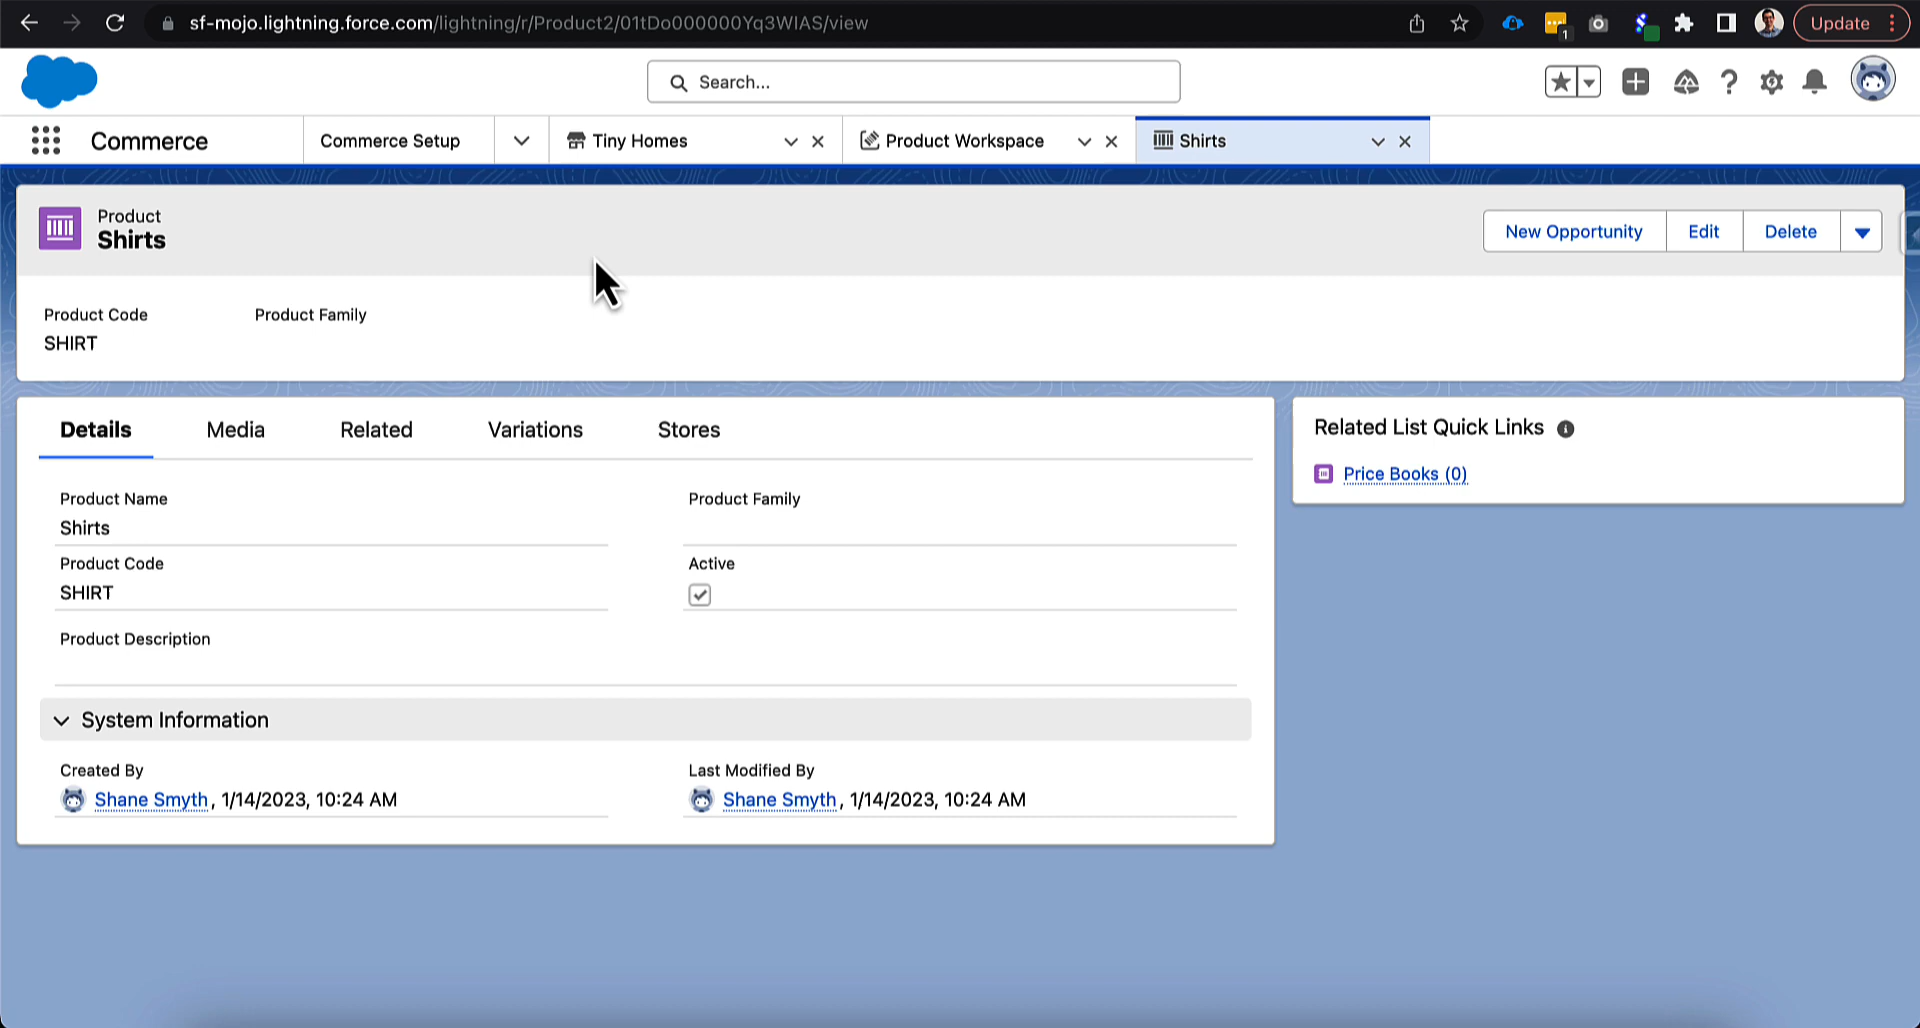 sf-mojo.lightning.force.com/lightning/r/Product2/01tDo000000Yq3WIAS/view
1
Update
Search...
Commerce
Commerce Setup
Tiny Homes
Product Workspace
Shirts
Product
Shirts
New Opportunity
Edit
Delete
Product Code
Product Family
SHIRT
Details
Media
Related
Variations
Stores
Related List Quick Links
Price Books (0)
Product Name
Shirts
Product Family
Product Code
SHIRT
Active
Product Description
System Information
Created By
Shane Smyth, 1/14/2023, 10:24 AM
Last Modified By
Shane Smyth, 1/14/2023, 10:24 AM